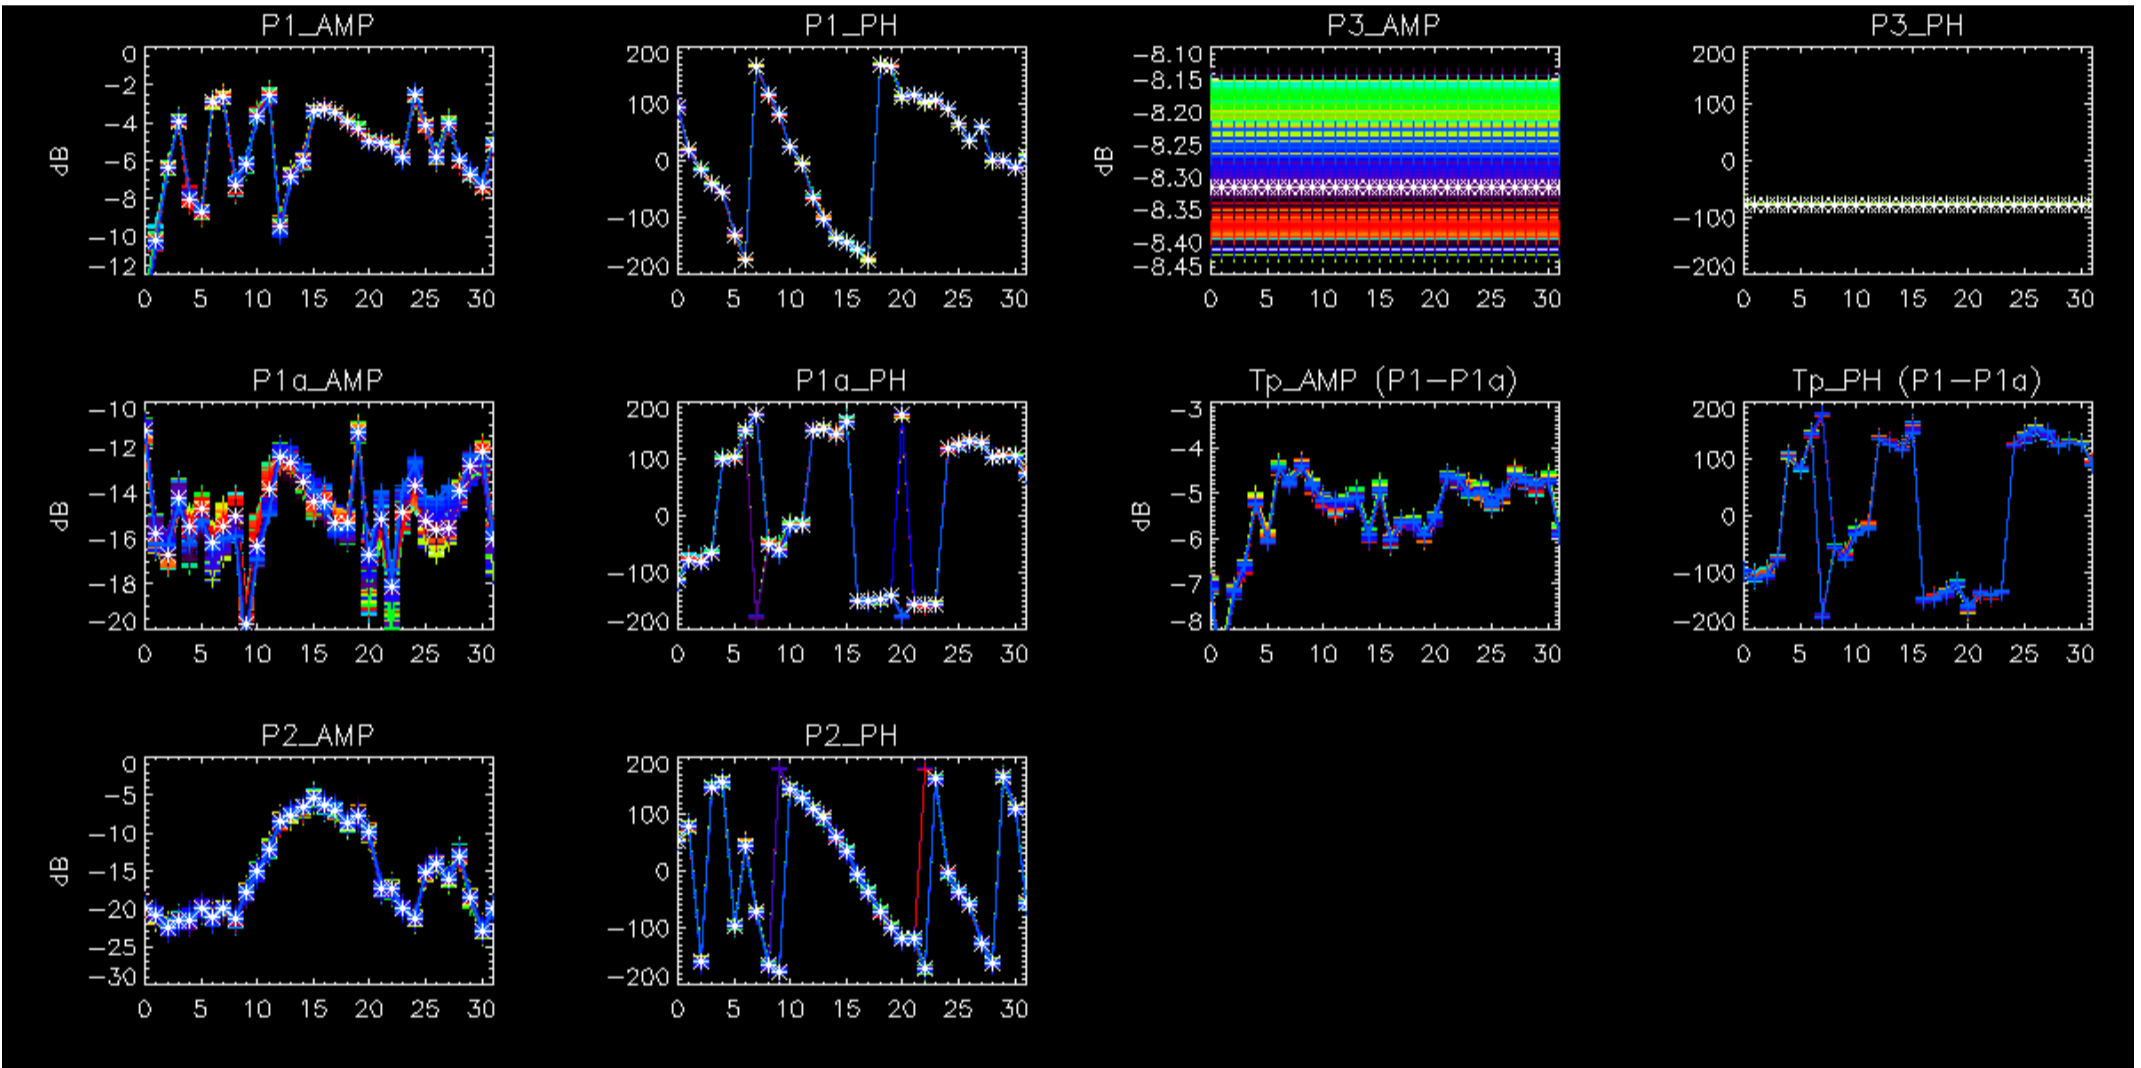 P1_AMP
P1_PH
P3_AMP
P3_PH
0
-2
-4
-6
-8
-10
-12
dB
0 5 10 15 20 25 30
200
100
0
-100
-200
0 5 10 15 20 25 30
-8.10
-8.15
-8.20
-8.25
-8.30
-8.35
-8.40
-8.45
dB
0 5 10 15 20 25 30
200
100
0
-100
-200
0 5 10 15 20 25 30
P1a_AMP
P1a_PH
Tp_AMP (P1-P1a)
Tp_PH (P1-P1a)
-10
-12
-14
-16
-18
-20
dB
0 5 10 15 20 25 30
200
100
0
-100
-200
0 5 10 15 20 25 30
-3
-4
-5
-6
-7
-8
dB
0 5 10 15 20 25 30
200
100
0
-100
-200
0 5 10 15 20 25 30
P2_AMP
P2_PH
0
-5
-10
-15
-20
-25
-30
dB
0 5 10 15 20 25 30
200
100
0
-100
-200
0 5 10 15 20 25 30